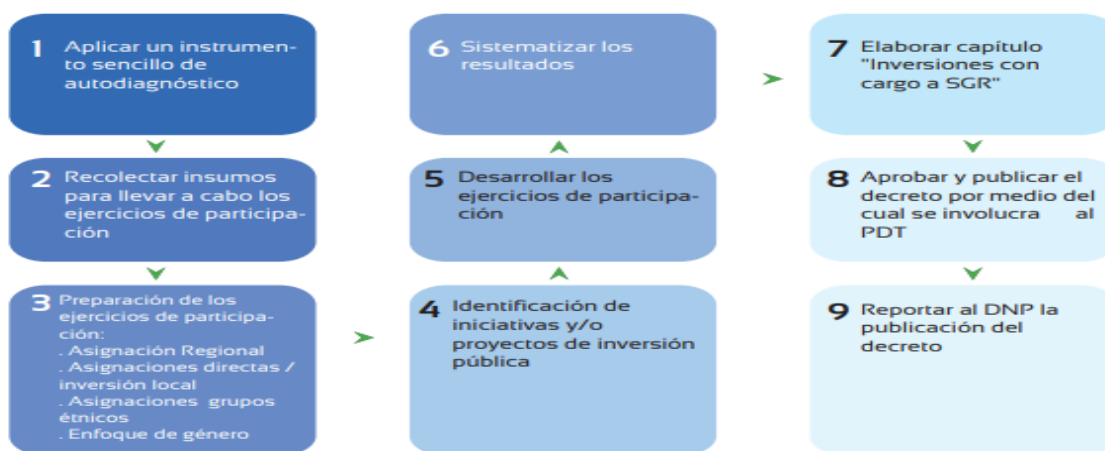 1 Aplicar un instrumen-
to sencillo de
autodiagnóstico
2 Recolectar insumos
para llevar a cabo los
ejercicios de participa-
ción
3 Preparación de los
ejercicios de participa-
ción:
. Asignación Regional
. Asignaciones directas /
inversión local
. Asignaciones grupos
étnicos
. Enfoque de género
4 Identificación de
iniciativas y/o
proyectos de inversión
pública
5 Desarrollar los
ejercicios de participa-
ción
6 Sistematizar los
resultados
7 Elaborar capítulo
"Inversiones con
cargo a SGR"
8 Aprobar y publicar el
decreto por medio del
cual se involucra al
PDT
9 Reportar al DNP la
publicación del
decreto